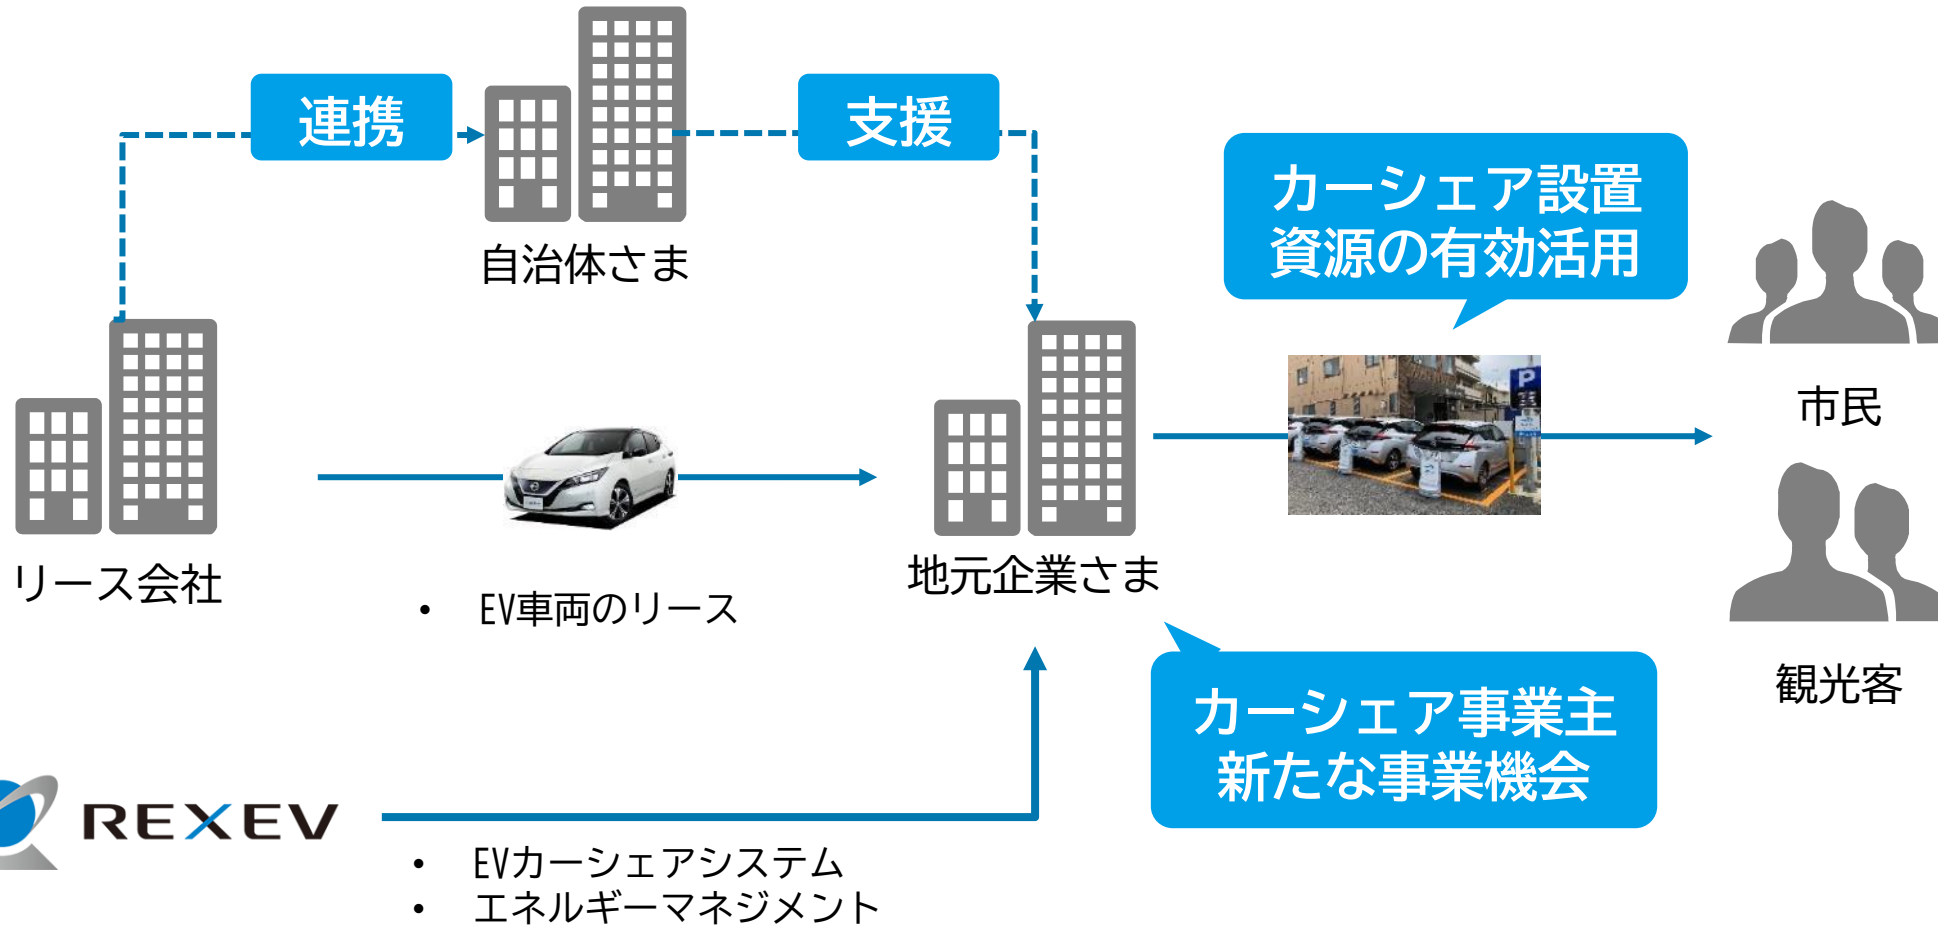 連携
支援
自治体さま
カーシェア設置
資源の有効活用
P
市民
リース会社
• EV車両のリース
地元企業さま
カーシェア事業主
新たな事業機会
観光客
REXEV
• EVカーシェアシステム
• エネルギーマネジメント